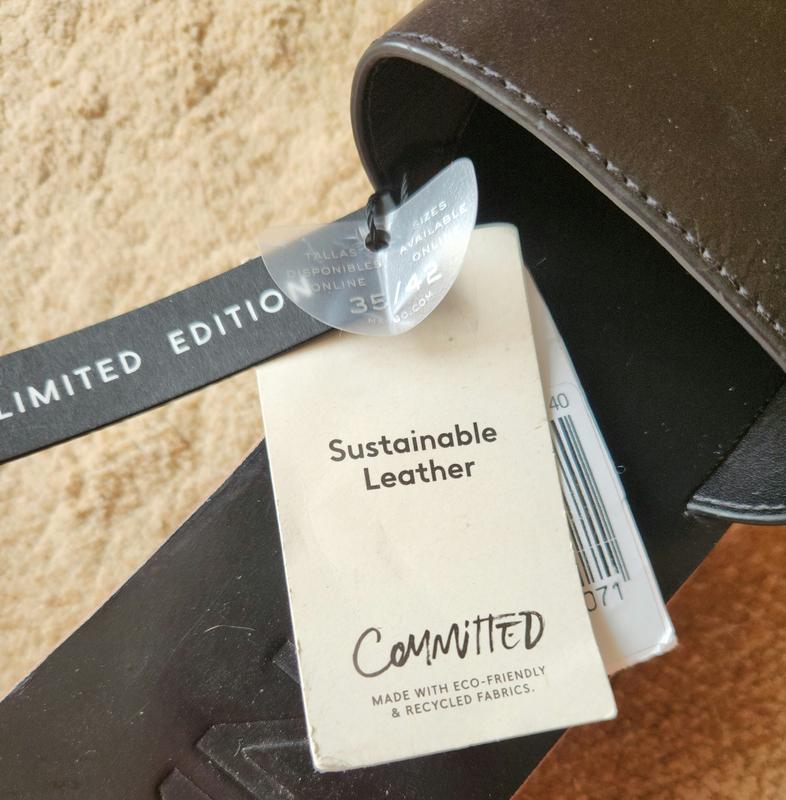 LIMITED EDITION
TALLAS
DISPONIBLES
ONLINE
SIZES
AVAILABLE
ONLINE
35/42
40
Sustainable
Leather
071
COMMITTED
MADE WITH ECO-FRIENDLY
& RECYCLED FABRICS.